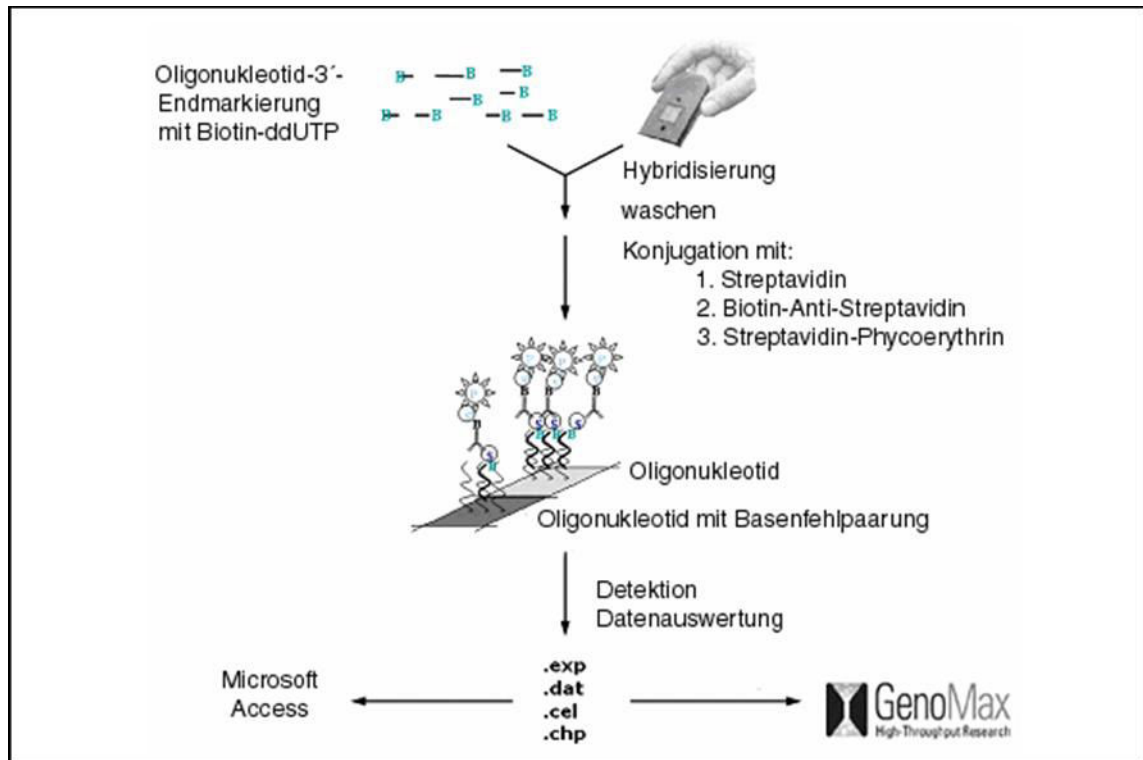 Oligonukleotid-3´-
Endmarkierung
mit Biotin-ddUTP
B B B
B B
B B B B
Hybridisierung
waschen
Konjugation mit:
1. Streptavidin
2. Biotin-Anti-Streptavidin
3. Streptavidin-Phycoerythrin
P P P
P
B B B
B
S S S
B B B
S
B
Oligonukleotid
Oligonukleotid mit Basenfehlpaarung
Detektion
Datenauswertung
.exp
.dat
.cel
.chp
Microsoft
Access
GenoMax
High-Throughput Research